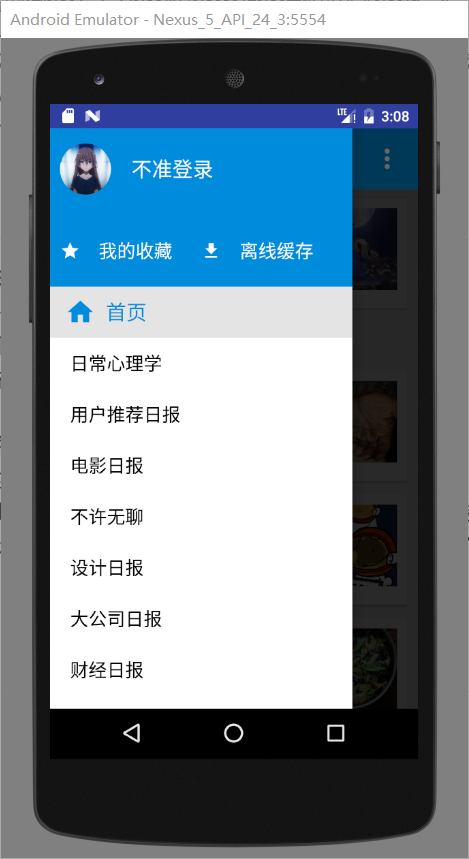 Android Emulator - Nexus_5_API_24_3:5554
LTE 3:08
不准登录
我的收藏 离线缓存
首页
日常心理学
用户推荐日报
电影日报
不许无聊
设计日报
大公司日报
财经日报